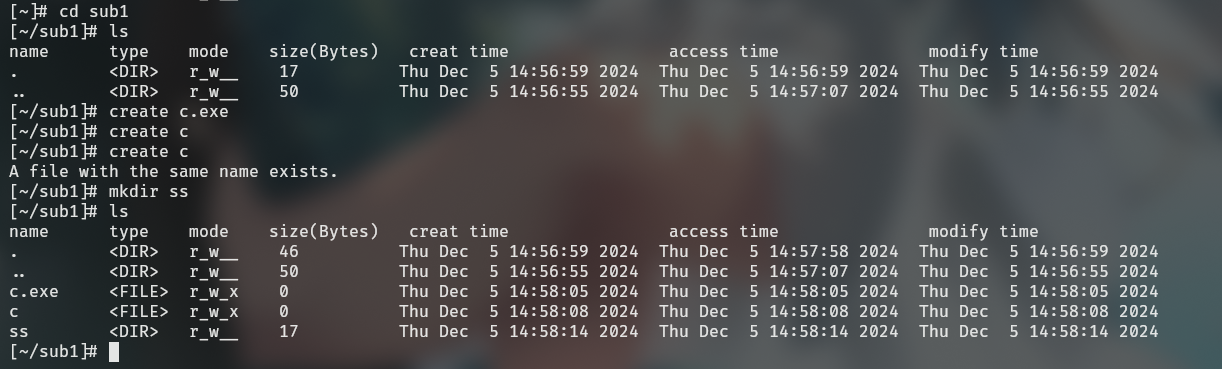 [~]# cd sub1
[~/sub1]# ls
name      type    mode    size(Bytes)   creat time                access time               modify time
.         <DIR>   r_w__    17          Thu Dec  5 14:56:59 2024  Thu Dec  5 14:56:59 2024  Thu Dec  5 14:56:59 2024
..        <DIR>   r_w__    50          Thu Dec  5 14:56:55 2024  Thu Dec  5 14:57:07 2024  Thu Dec  5 14:56:55 2024
[~/sub1]# create c.exe
[~/sub1]# create c
[~/sub1]# create c
A file with the same name exists.
[~/sub1]# mkdir ss
[~/sub1]# ls
name      type    mode    size(Bytes)   creat time                access time               modify time
.         <DIR>   r_w__    46          Thu Dec  5 14:56:59 2024  Thu Dec  5 14:57:58 2024  Thu Dec  5 14:56:59 2024
..        <DIR>   r_w__    50          Thu Dec  5 14:56:55 2024  Thu Dec  5 14:57:07 2024  Thu Dec  5 14:56:55 2024
c.exe     <FILE>  r_w_x    0           Thu Dec  5 14:58:05 2024  Thu Dec  5 14:58:05 2024  Thu Dec  5 14:58:05 2024
c         <FILE>  r_w_x    0           Thu Dec  5 14:58:08 2024  Thu Dec  5 14:58:08 2024  Thu Dec  5 14:58:08 2024
ss        <DIR>   r_w__    17          Thu Dec  5 14:58:14 2024  Thu Dec  5 14:58:14 2024  Thu Dec  5 14:58:14 2024
[~/sub1]#